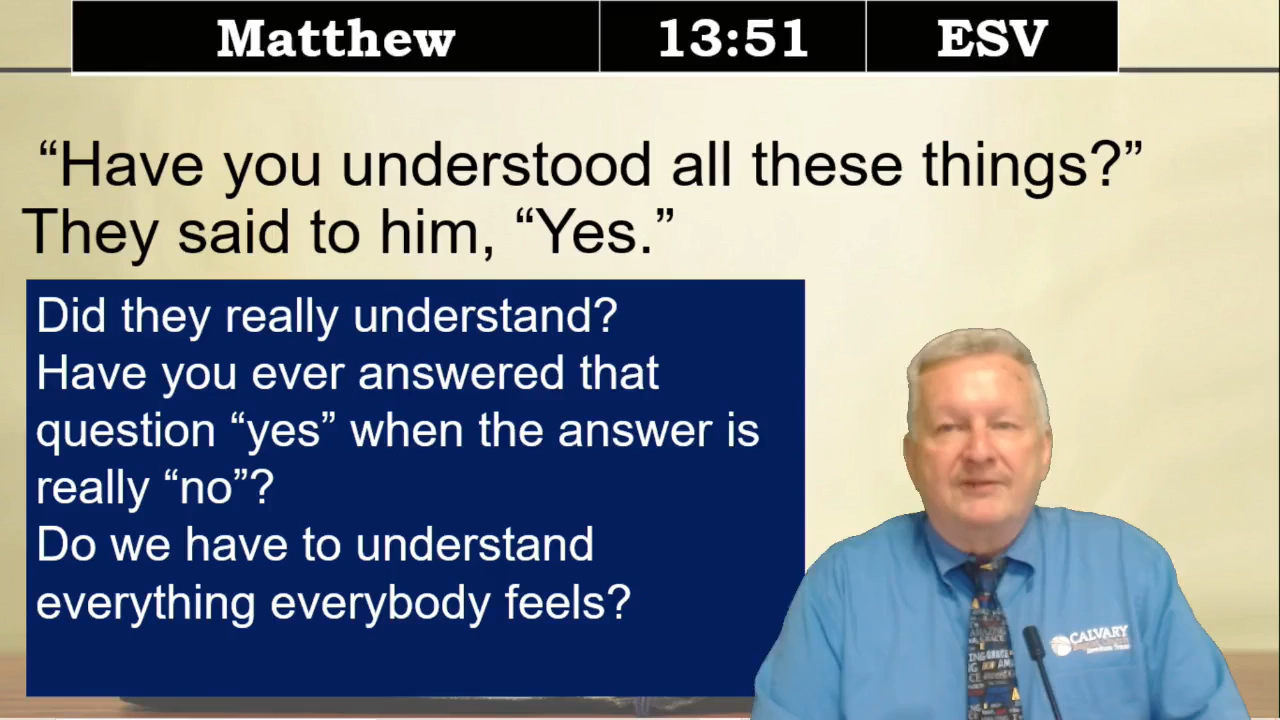 Matthew 13:51 ESV
“Have you understood all these things?”
They said to him, “Yes.”
Did they really understand?
Have you ever answered that
question “yes” when the answer is
really “no”?
Do we have to understand
everything everybody feels?
CALVARY